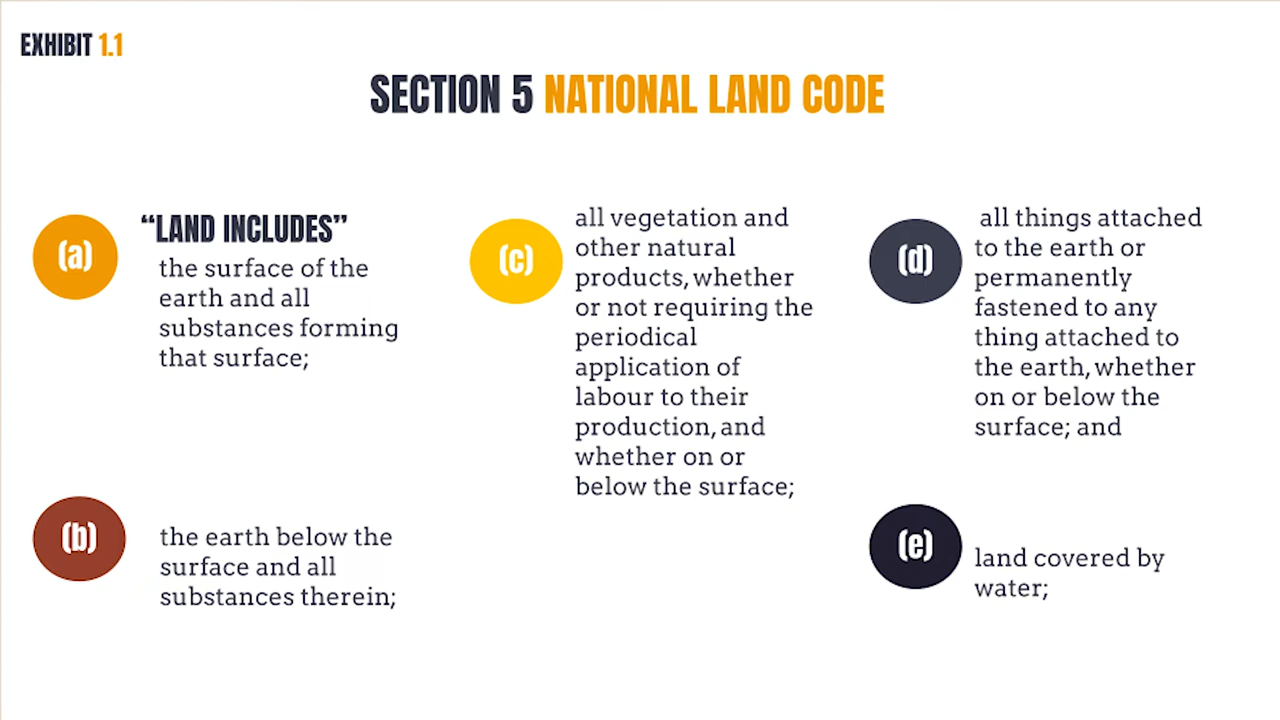 EXHIBIT 1.1
SECTION 5 NATIONAL LAND CODE
(a)
“LAND INCLUDES”
the surface of the
earth and all
substances forming
that surface;
(b)
the earth below the
surface and all
substances therein;
(c)
all vegetation and
other natural
products, whether
or not requiring the
periodical
application of
labour to their
production, and
whether on or
below the surface;
(d)
all things attached
to the earth or
permanently
fastened to any
thing attached to
the earth, whether
on or below the
surface; and
(e)
land covered by
water;